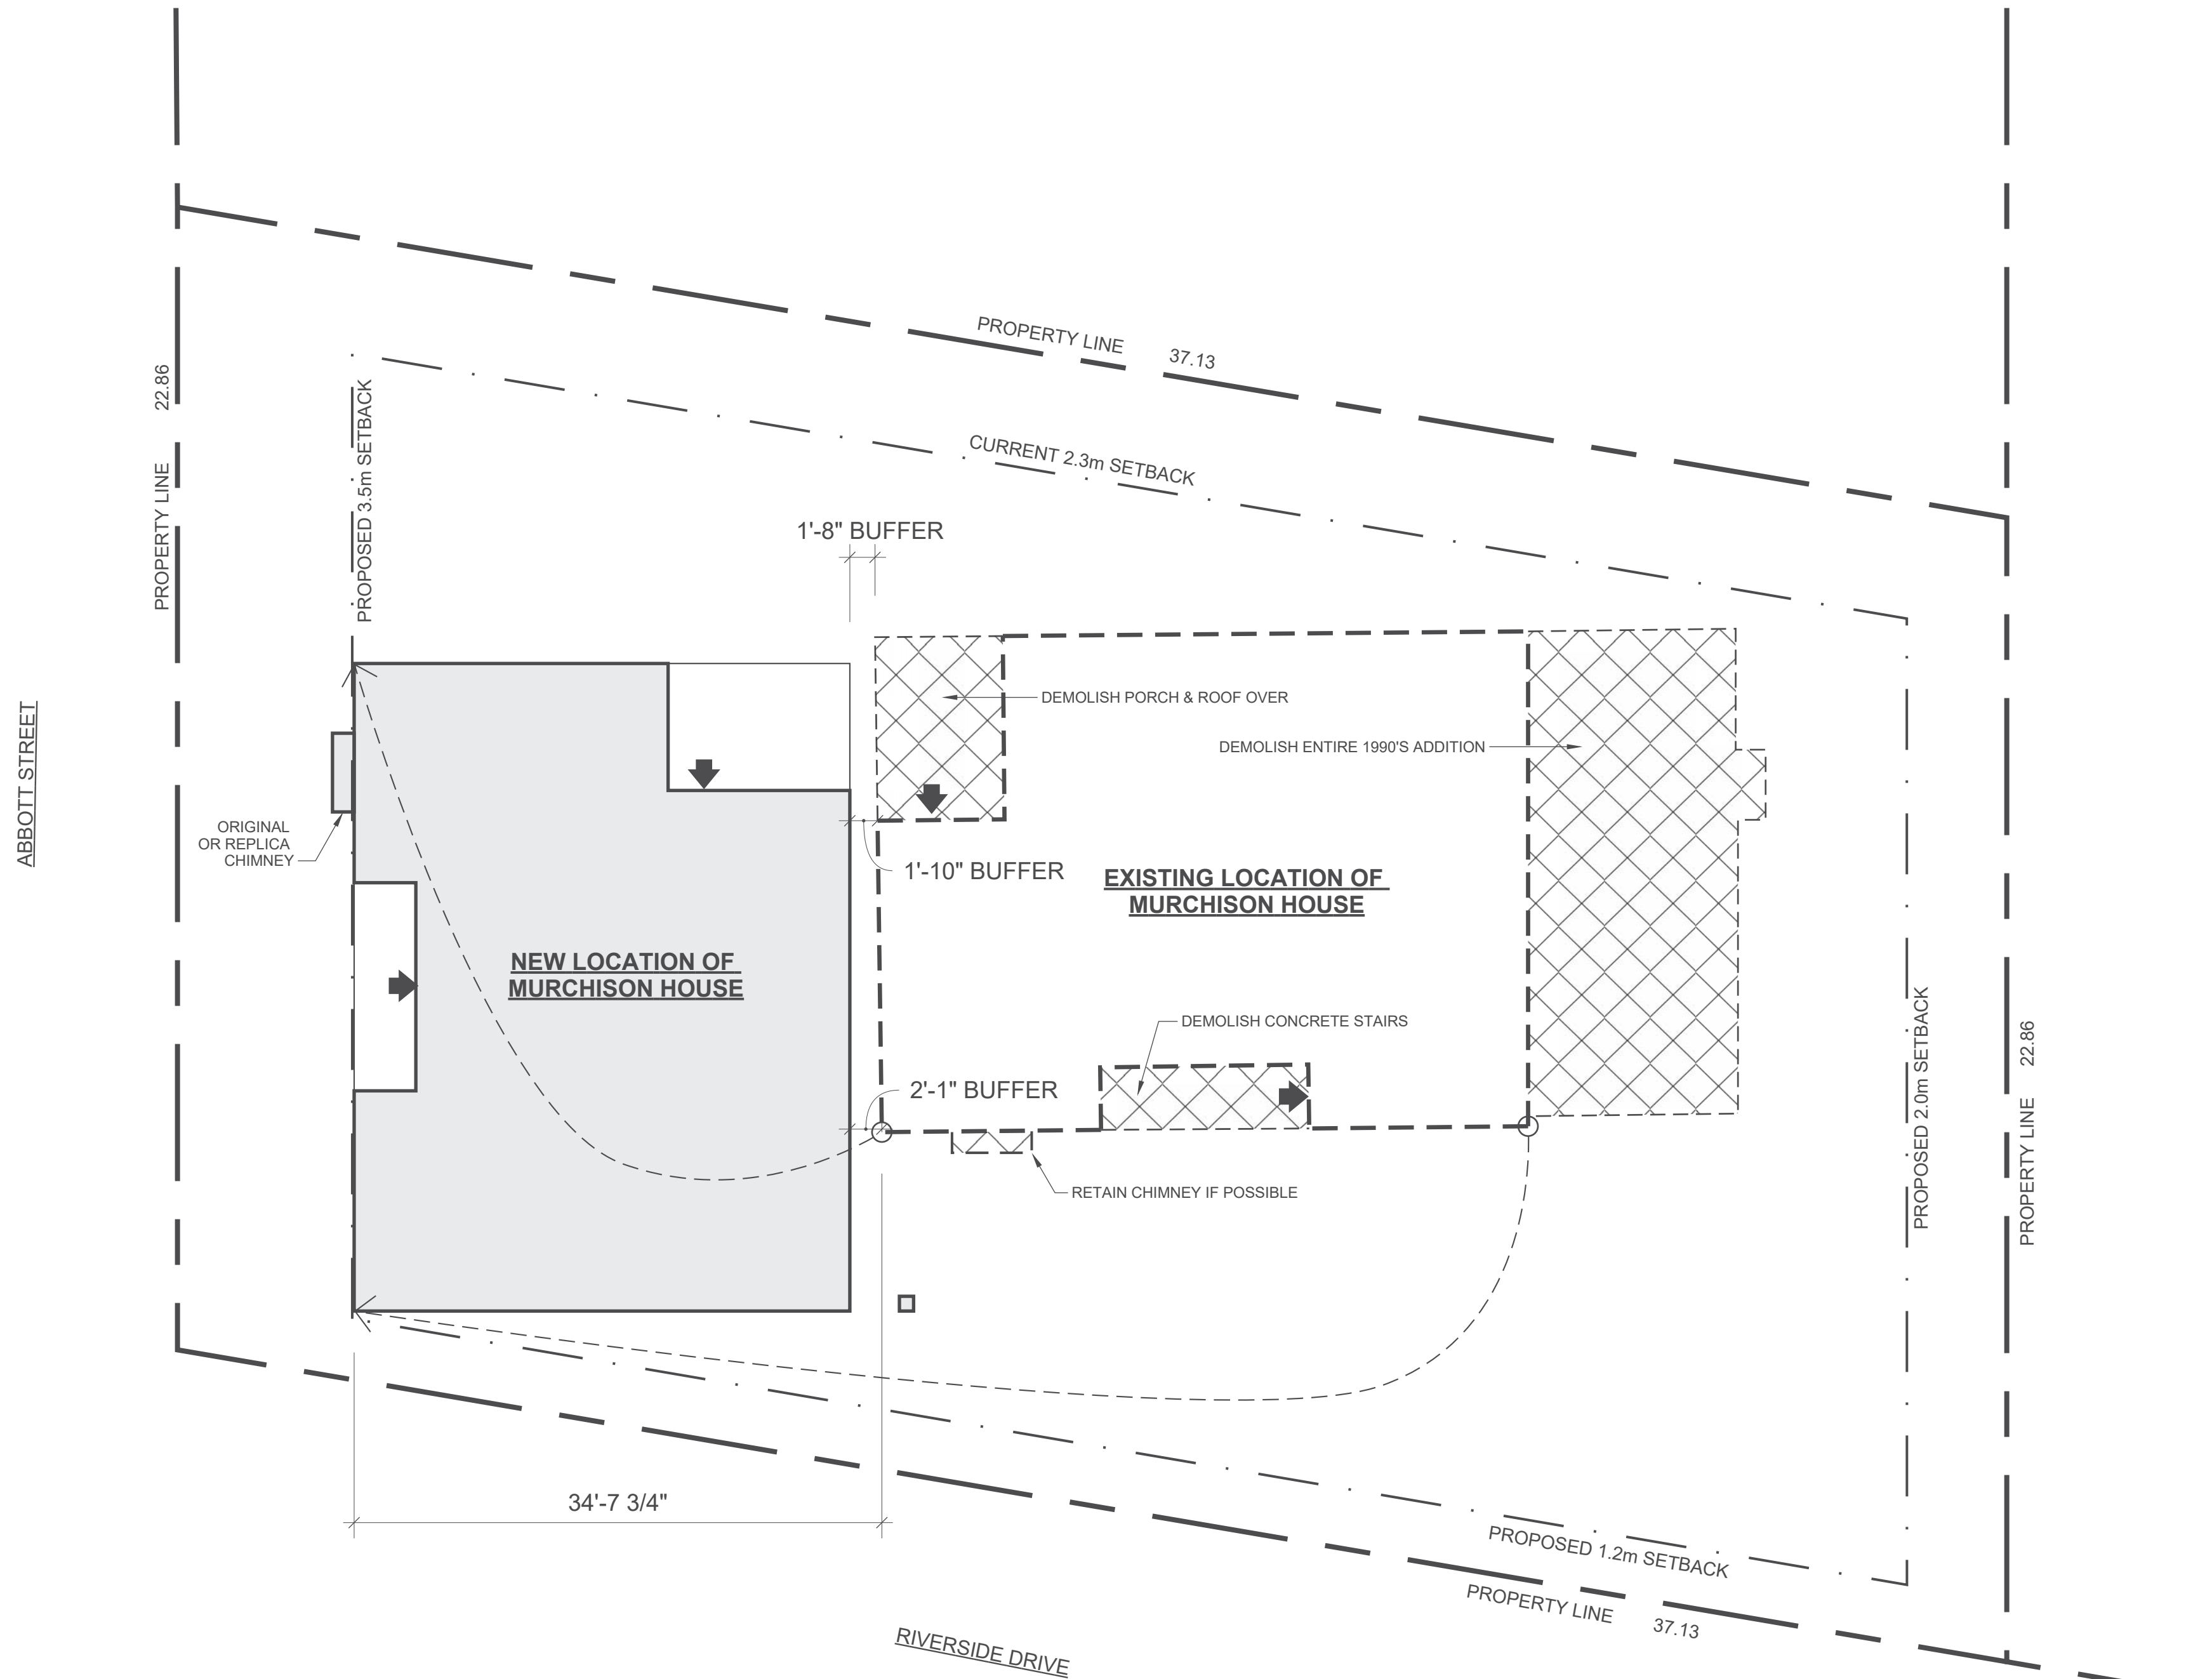 PROPERTY LINE 37.13
22.86
PROPERTY LINE
PROPOSED 3.5m SETBACK
CURRENT 2.3m SETBACK
1'-8" BUFFER
DEMOLISH PORCH & ROOF OVER
DEMOLISH ENTIRE 1990'S ADDITION
ABBOTT STREET
ORIGINAL
OR REPLICA
CHIMNEY
1'-10" BUFFER
EXISTING LOCATION OF
MURCHISON HOUSE
NEW LOCATION OF
MURCHISON HOUSE
DEMOLISH CONCRETE STAIRS
2'-1" BUFFER
RETAIN CHIMNEY IF POSSIBLE
PROPOSED 2.0m SETBACK
PROPERTY LINE 22.86
34'-7 3/4"
PROPOSED 1.2m SETBACK
PROPERTY LINE 37.13
RIVERSIDE DRIVE